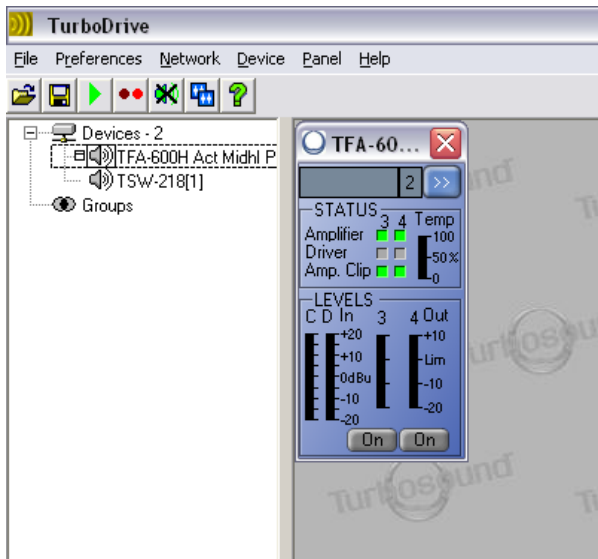 TurboDrive
File Preferences Network Device Panel Help
Devices - 2
TFA-600H Act Midhl P
TSW-218[1]
Groups
TFA-60...
2 >>
STATUS
3 4 Temp
Amplifier
Driver
Amp. Clip
100
50%
0
LEVELS
C D In 3 4 Out
+20
+10
0dBu
-10
-20
+10
Lim
-10
-20
On On
Turbosound